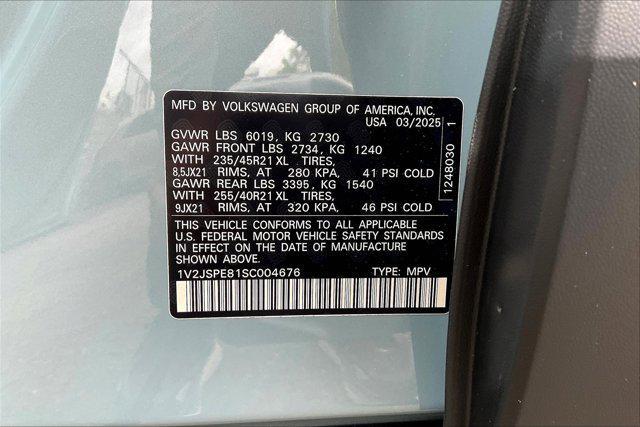 MFD BY VOLKSWAGEN GROUP OF AMERICA, INC.
USA 03/2025
GVWR LBS 6019, KG 2730
GAWR FRONT LBS 2734, KG 1240
WITH 235/45R21 XL TIRES,
8,5JX21 RIMS, AT 280 KPA, 41 PSI COLD
GAWR REAR LBS 3395, KG 1540
WITH 255/40R21 XL TIRES,
9JX21 RIMS, AT 320 KPA, 46 PSI COLD
THIS VEHICLE CONFORMS TO ALL APPLICABLE
U.S. FEDERAL MOTOR VEHICLE SAFETY STANDARDS
IN EFFECT ON THE DATE OF MANUFACTURE
SHOWN ABOVE.
1V2JSPE81SC004676 TYPE: MPV
1248030 1